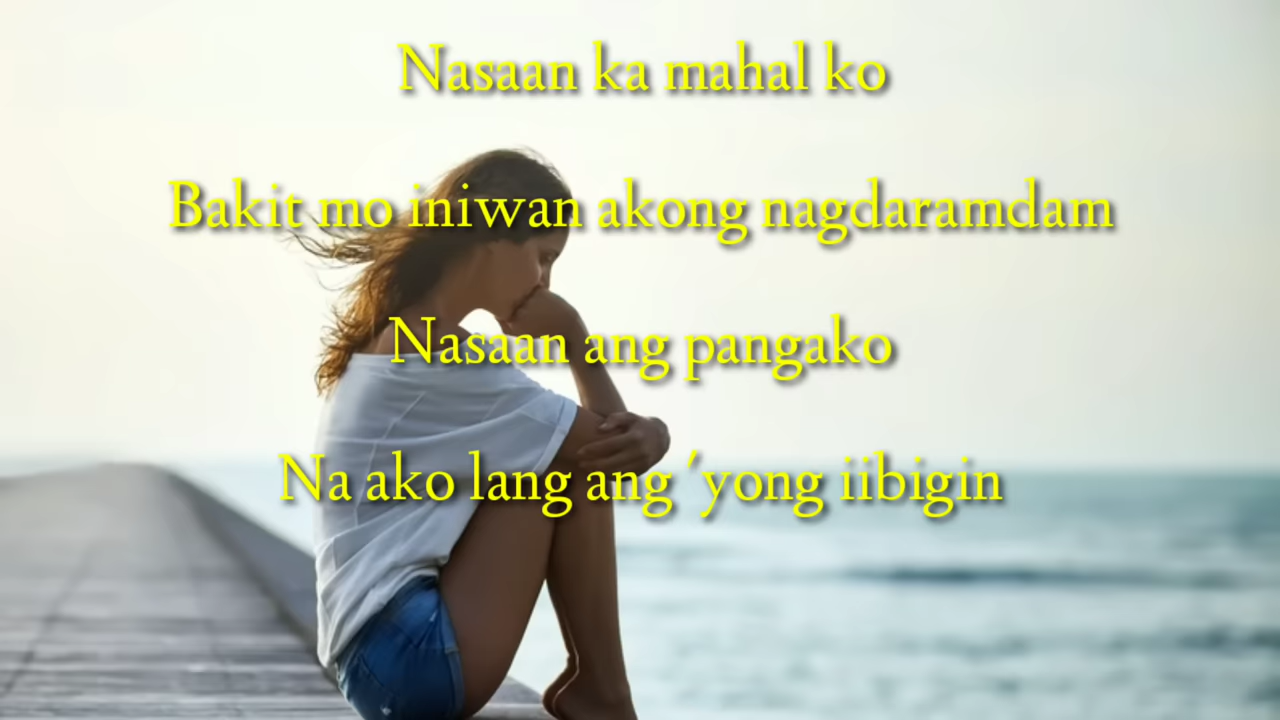 Nasaan ka mahal ko
Bakit mo iniwan akong nagdaramdam
Nasaan ang pangako
Na ako lang ang 'yong iibigin